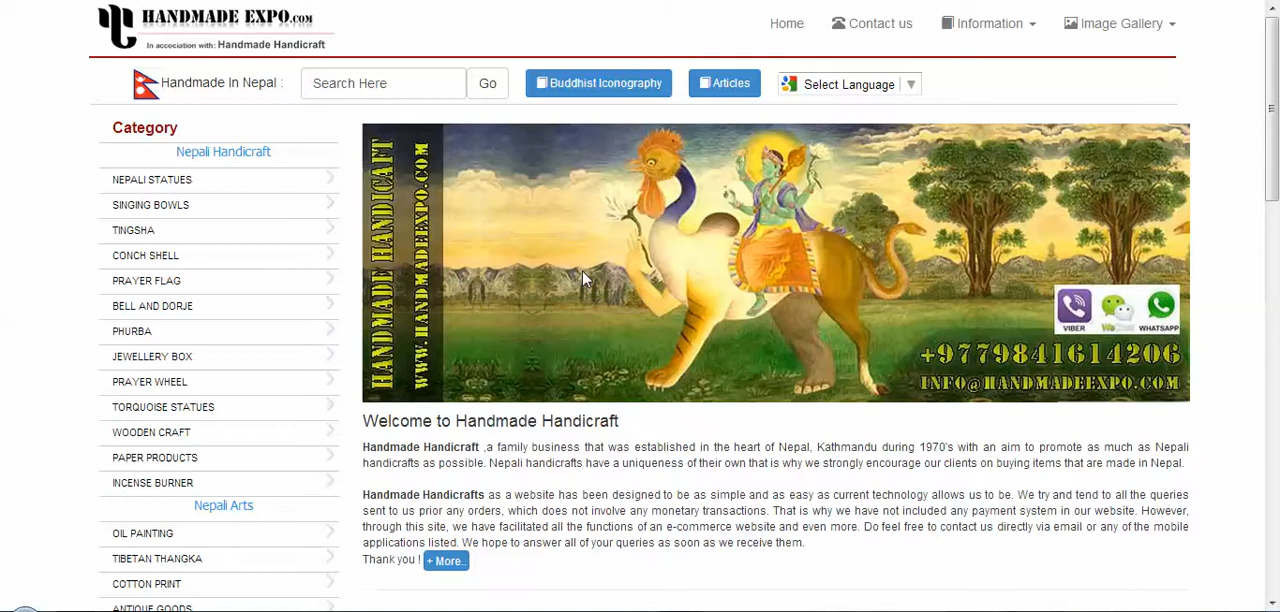 HANDMADE EXPO.COM
In accociation with: Handmade Handicraft
Home
Contact us
Information
Image Gallery
Handmade In Nepal :
Search Here
Go
Buddhist Iconography
Articles
Select Language
Category
Nepali Handicraft
NEPALI STATUES
SINGING BOWLS
TINGSHA
CONCH SHELL
PRAYER FLAG
BELL AND DORJE
PHURBA
JEWELLERY BOX
PRAYER WHEEL
TORQUOISE STATUES
WOODEN CRAFT
PAPER PRODUCTS
INCENSE BURNER
Nepali Arts
OIL PAINTING
TIBETAN THANGKA
COTTON PRINT
ANTIQUE GOODS
HANDMADE HANDICAFT
WWW.HANDMADEEXPO.COM
VIBER
WHATSAPP
+9779841614206
INFO@HANDMADEEXPO.COM
Welcome to Handmade Handicraft
Handmade Handicraft ,a family business that was established in the heart of Nepal, Kathmandu during 1970's with an aim to promote as much as Nepali
handicrafts as possible. Nepali handicrafts have a uniqueness of their own that is why we strongly encourage our clients on buying items that are made in Nepal.
Handmade Handicrafts as a website has been designed to be as simple and as easy as current technology allows us to be. We try and tend to all the queries
sent to us prior any orders, which does not involve any monetary transactions. That is why we have not included any payment system in our website. However,
through this site, we have facilitated all the functions of an e-commerce website and even more. Do feel free to contact us directly via email or any of the mobile
applications listed. We hope to answer all of your queries as soon as we receive them.
Thank you ! + More..